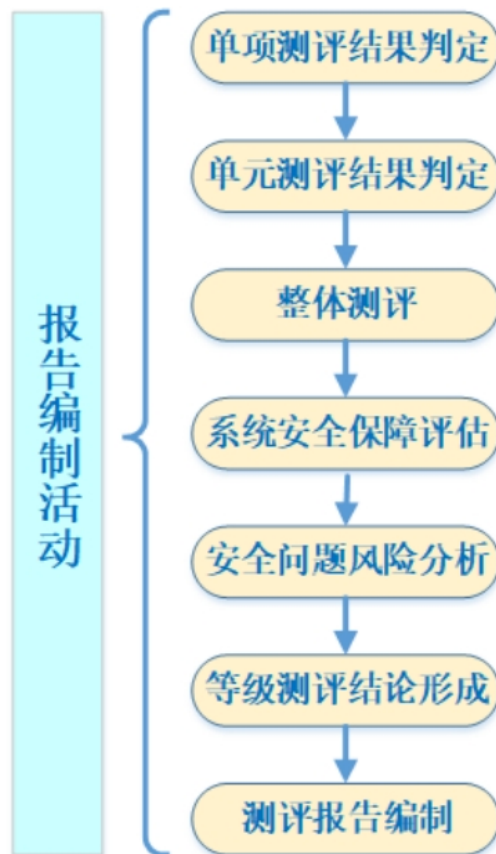 报告编制活动
单项测评结果判定
单元测评结果判定
整体测评
系统安全保障评估
安全问题风险分析
等级测评结论形成
测评报告编制